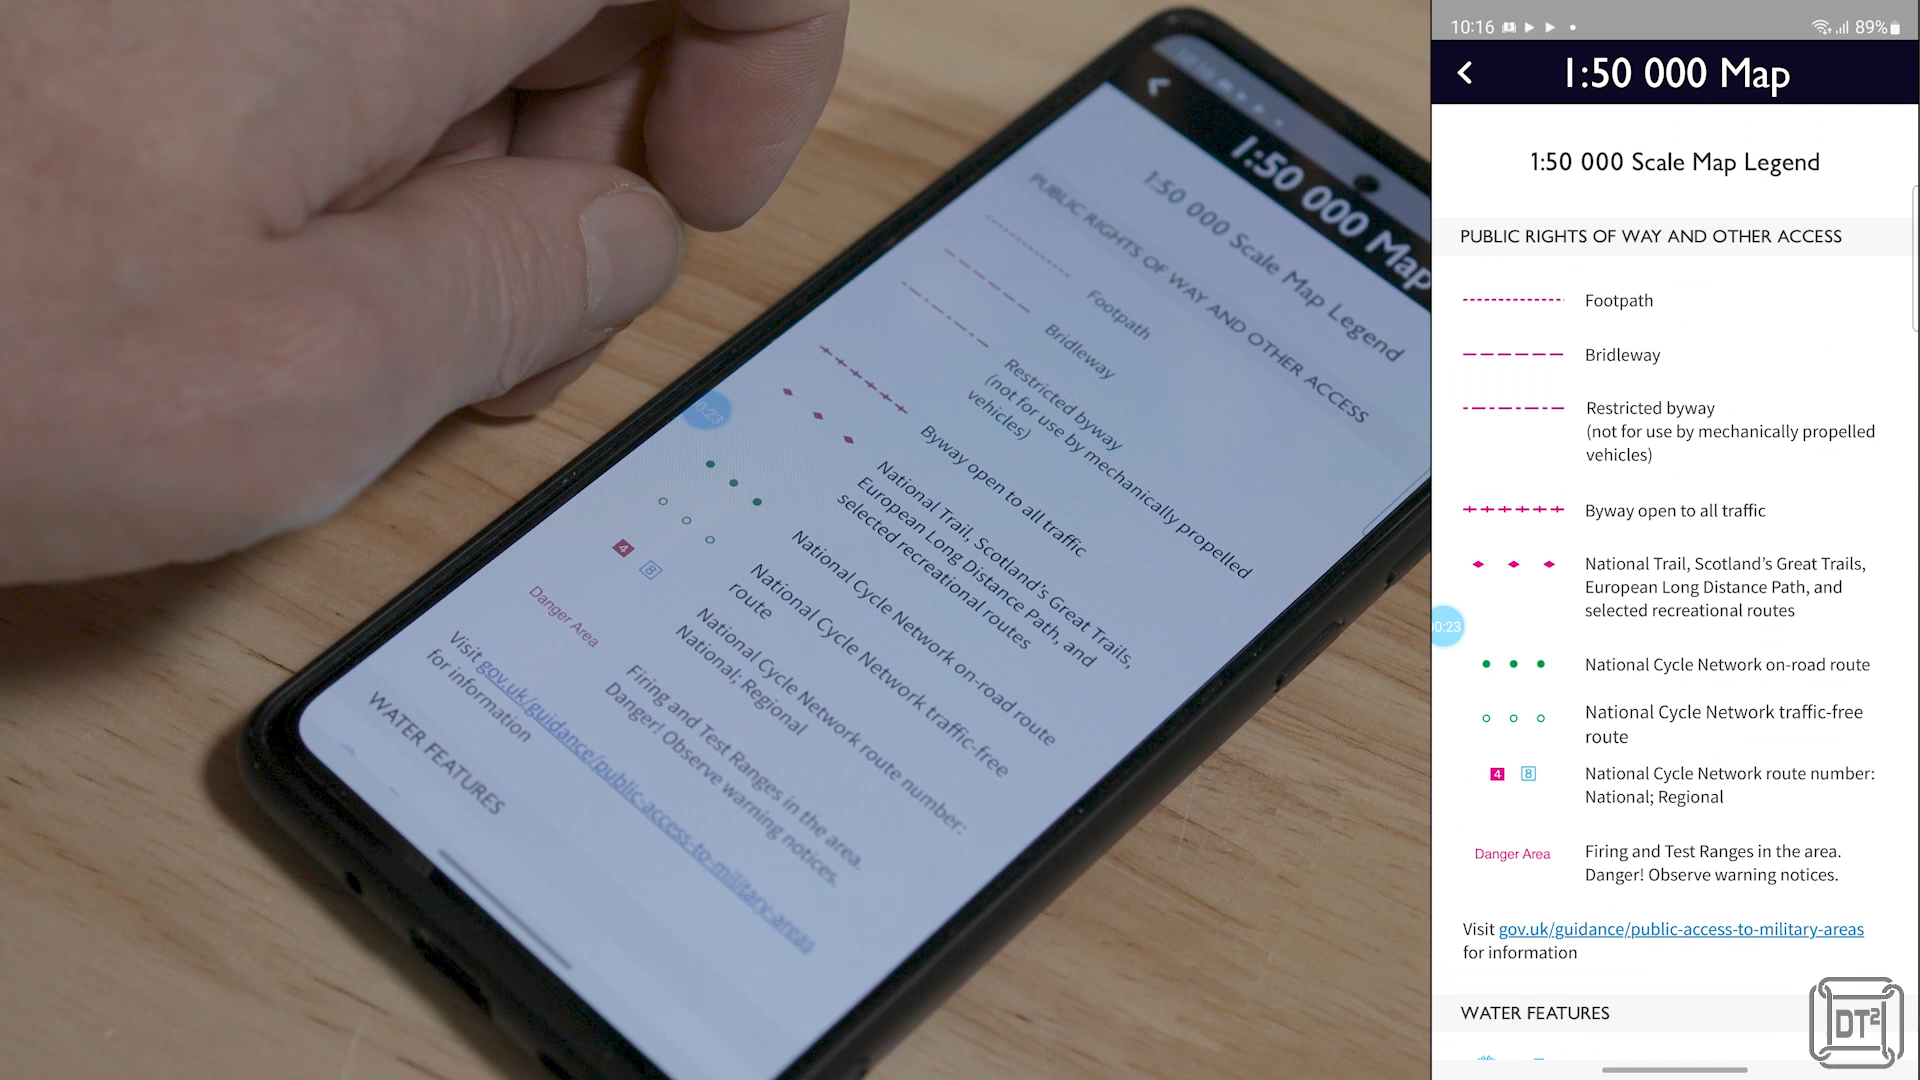 1:50 000 Map
1:50 000 Scale Map Legend
PUBLIC RIGHTS OF WAY AND OTHER ACCESS
Footpath
Bridleway
Restricted byway
(not for use by mechanically propelled
vehicles)
Byway open to all traffic
National Trail, Scotland's Great Trails,
European Long Distance Path, and
selected recreational routes
National Cycle Network on-road route
National Cycle Network traffic-free
route
4 8
National Cycle Network route number:
National; Regional
Danger Area
Firing and Test Ranges in the area.
Danger! Observe warning notices.
Visit gov.uk/guidance/public-access-to-military-areas
for information
WATER FEATURES
0:23
10:16 89%
1:50 000 Map
1:50 000 Scale Map Legend
PUBLIC RIGHTS OF WAY AND OTHER ACCESS
Footpath
Bridleway
Restricted byway
(not for use by mechanically propelled
vehicles)
Byway open to all traffic
National Trail, Scotland's Great Trails,
European Long Distance Path, and
selected recreational routes
00:23
National Cycle Network on-road route
National Cycle Network traffic-free
route
4 8 National Cycle Network route number:
National; Regional
Danger Area Firing and Test Ranges in the area.
Danger! Observe warning notices.
Visit gov.uk/guidance/public-access-to-military-areas
for information
WATER FEATURES
DT2